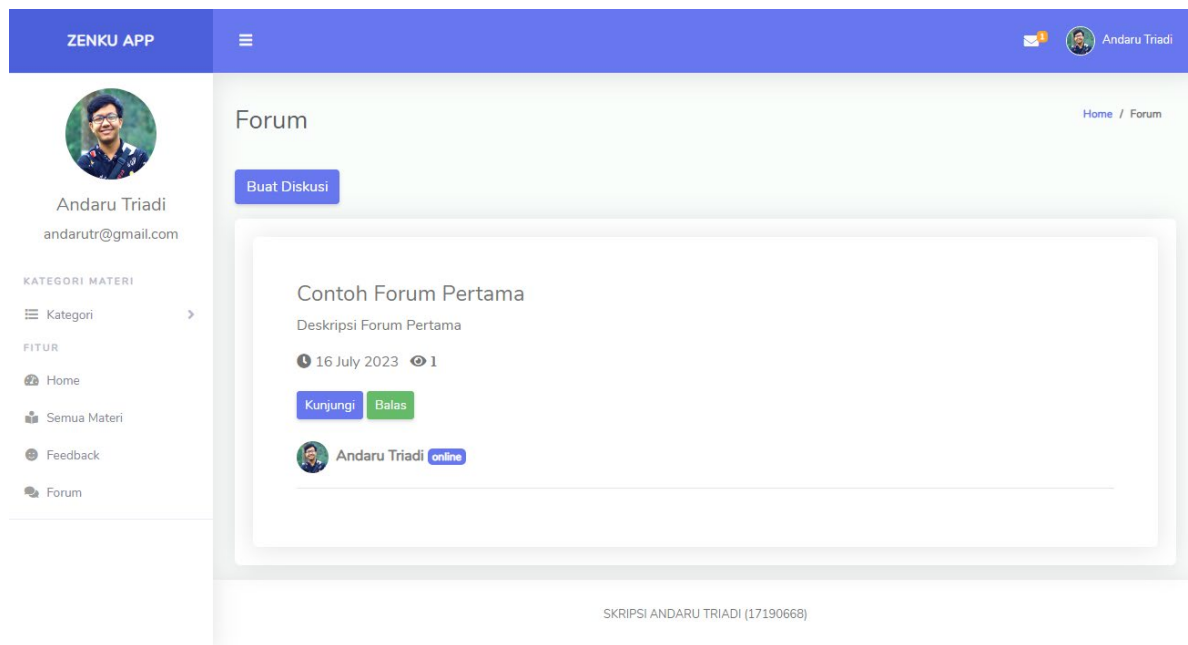 ZENKU APP
1
Andaru Triadi
Andaru Triadi
andarutr@gmail.com
KATEGORI MATERI
Kategori
FITUR
Home
Semua Materi
Feedback
Forum
Forum
Home / Forum
Buat Diskusi
Contoh Forum Pertama
Deskripsi Forum Pertama
16 July 2023 1
Kunjungi Balas
Andaru Triadi online
SKRIPSI ANDARU TRIADI (17190668)